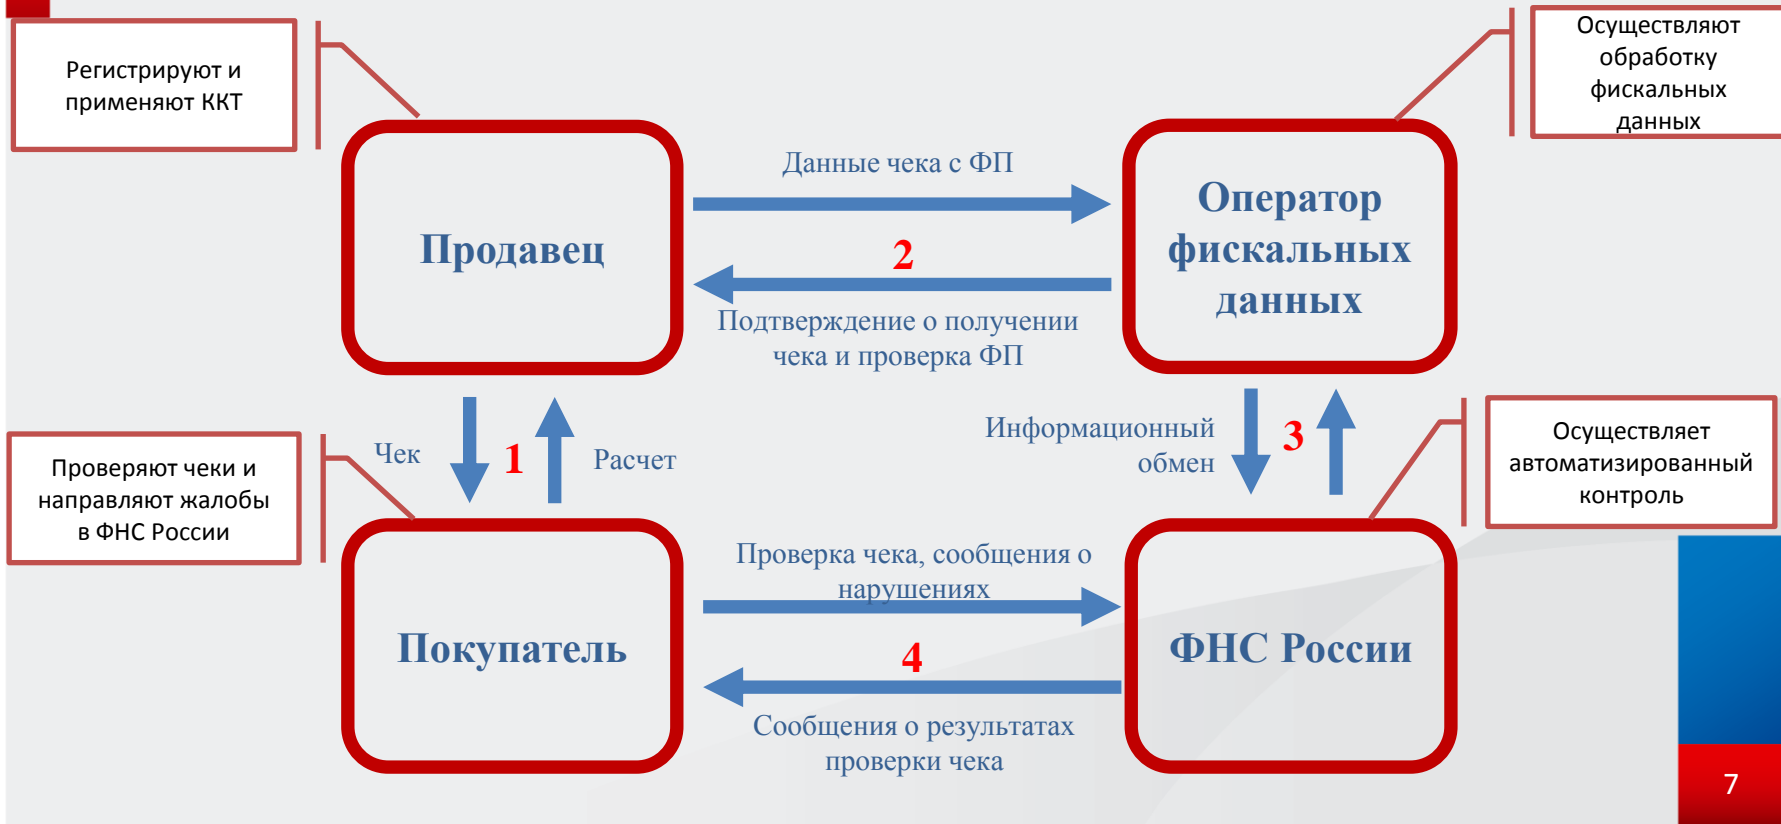 Регистрируют и
применяют ККТ
Осуществляют
обработку
фискальных
данных
Продавец
Данные чека с ФП
2
Подтверждение о получении
чека и проверка ФП
Оператор
фискальных
данных
Проверяют чеки и
направляют жалобы
в ФНС России
Чек
1
Расчет
Информационный
обмен
3
Осуществляет
автоматизированный
контроль
Покупатель
Проверка чека, сообщения о
нарушениях
4
Сообщения о результатах
проверки чека
ФНС России
7